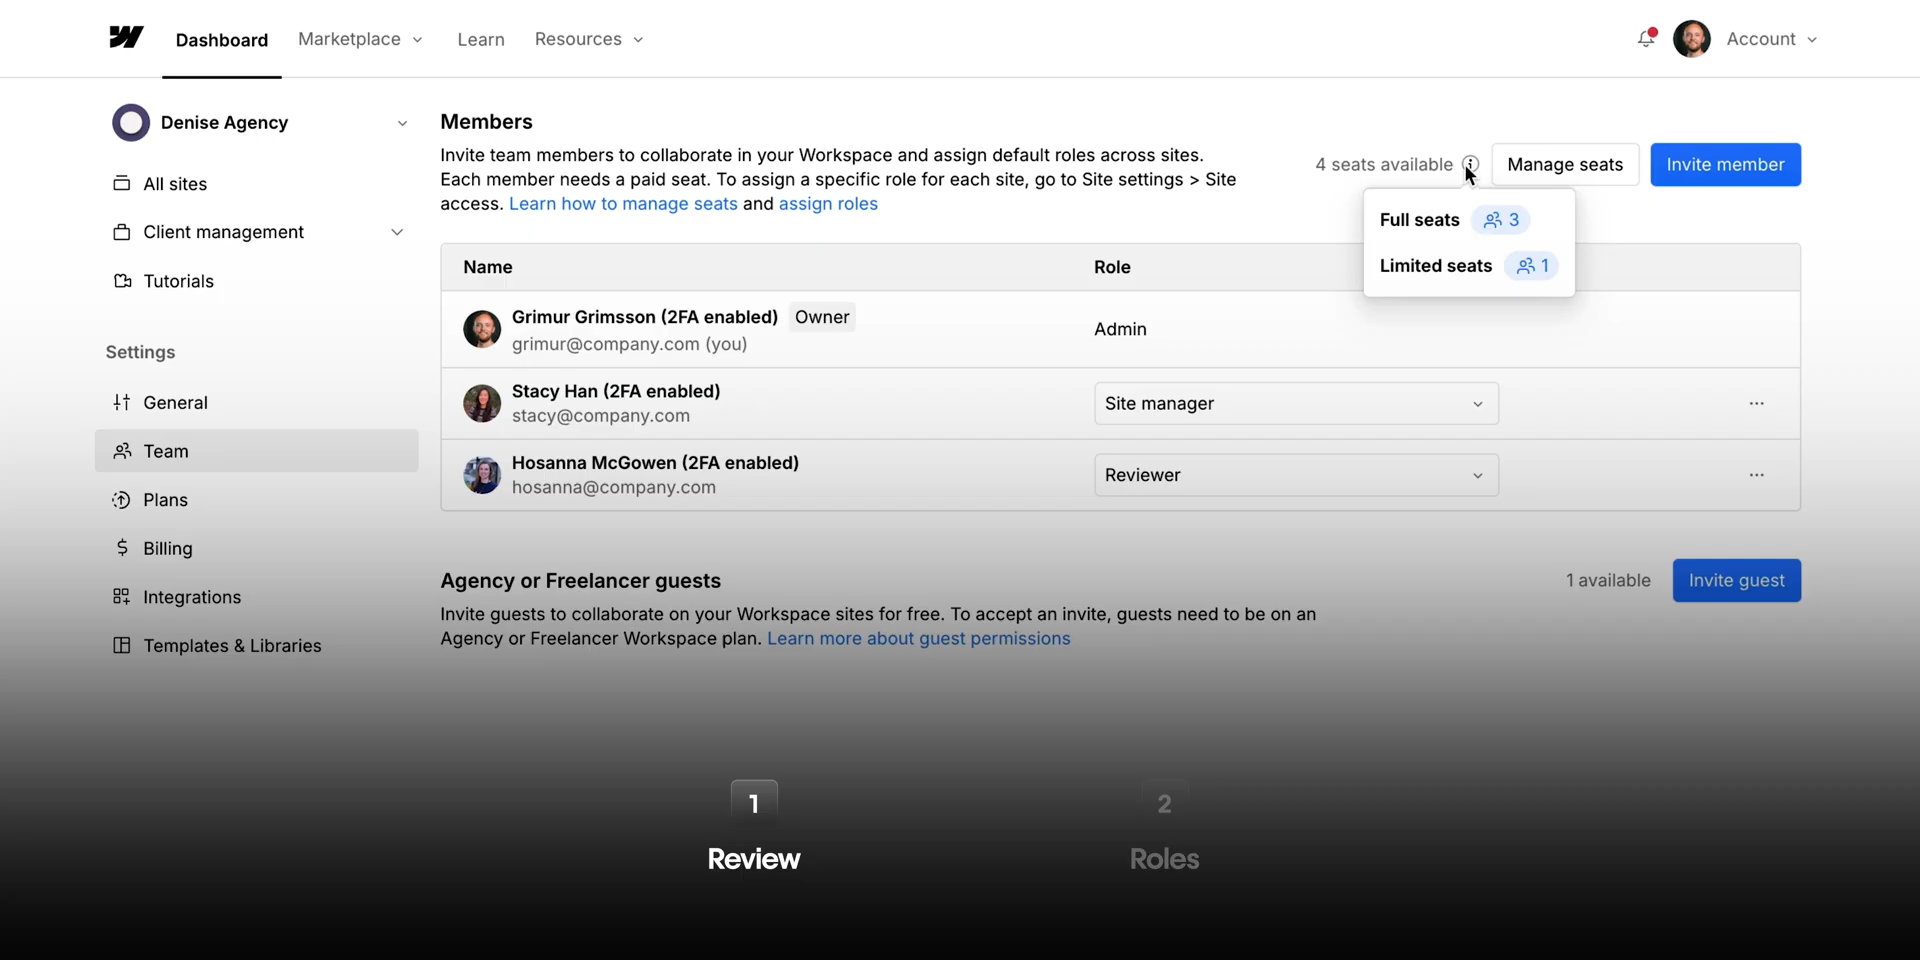 Dashboard
Marketplace
Learn
Resources
Account
Denise Agency
All sites
Client management
Tutorials
Settings
General
Team
Plans
Billing
Integrations
Templates & Libraries
Members
Invite team members to collaborate in your Workspace and assign default roles across sites.
Each member needs a paid seat. To assign a specific role for each site, go to Site settings > Site
access. Learn how to manage seats and assign roles
4 seats available
Manage seats
Invite member
Full seats 3
Limited seats 1
Name Role
Grimur Grimsson (2FA enabled) Owner
grimur@company.com (you)
Admin
Stacy Han (2FA enabled)
stacy@company.com
Site manager
Hosanna McGowen (2FA enabled)
hosanna@company.com
Reviewer
Agency or Freelancer guests
Invite guests to collaborate on your Workspace sites for free. To accept an invite, guests need to be on an
Agency or Freelancer Workspace plan. Learn more about guest permissions
1 available
Invite guest
1
Review
2
Roles